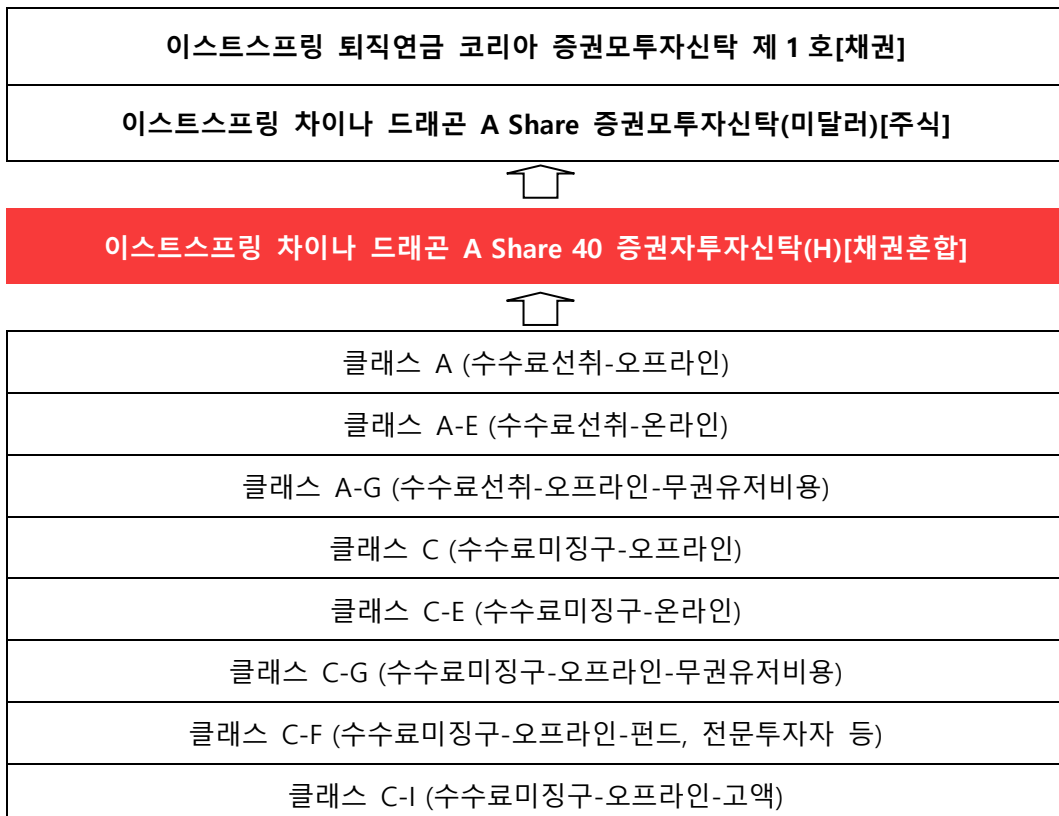 이스트스프링 퇴직연금 코리아 증권모투자신탁 제 1 호[채권]
이스트스프링 차이나 드래곤 A Share 증권모투자신탁(미달러)[주식]
이스트스프링 차이나 드래곤 A Share 40 증권자투자신탁(H)[채권혼합]
클래스 A (수수료선취-오프라인)
클래스 A-E (수수료선취-온라인)
클래스 A-G (수수료선취-오프라인-무권유저비용)
클래스 C (수수료미징구-오프라인)
클래스 C-E (수수료미징구-온라인)
클래스 C-G (수수료미징구-오프라인-무권유저비용)
클래스 C-F (수수료미징구-오프라인-펀드, 전문투자자 등)
클래스 C-I (수수료미징구-오프라인-고액)